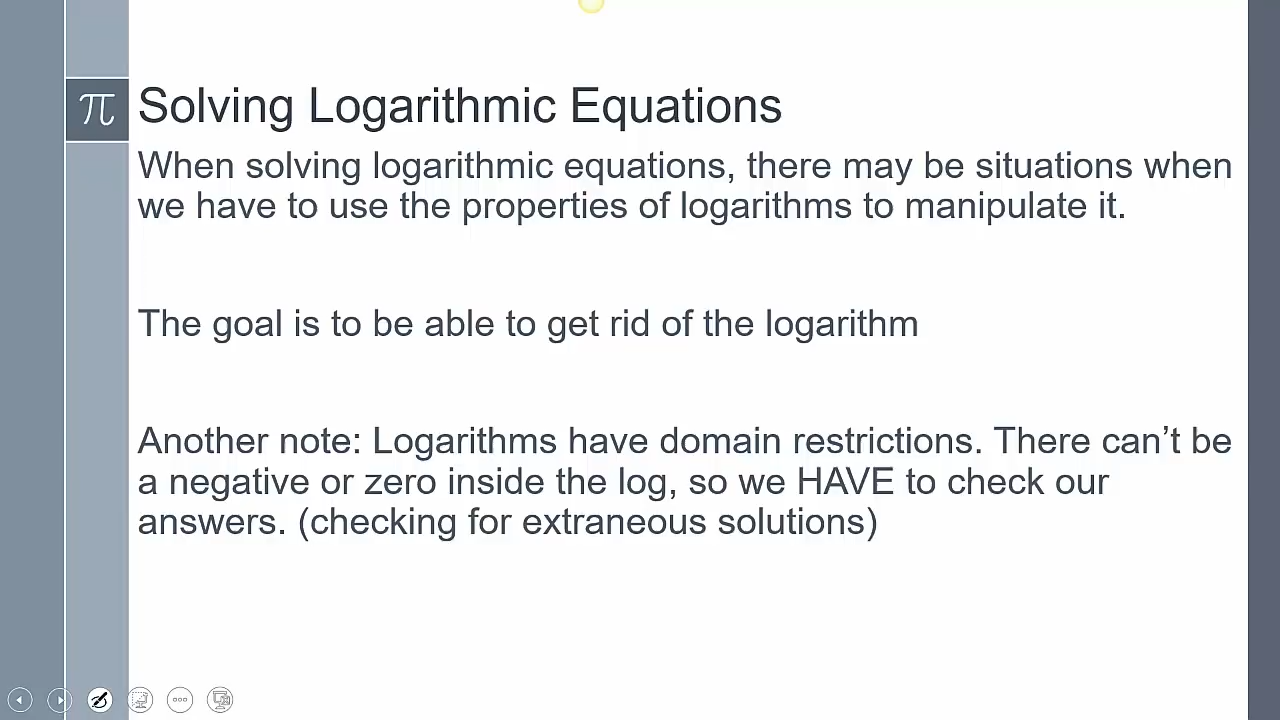 π Solving Logarithmic Equations
When solving logarithmic equations, there may be situations when
we have to use the properties of logarithms to manipulate it.
The goal is to be able to get rid of the logarithm
Another note: Logarithms have domain restrictions. There can’t be
a negative or zero inside the log, so we HAVE to check our
answers. (checking for extraneous solutions)